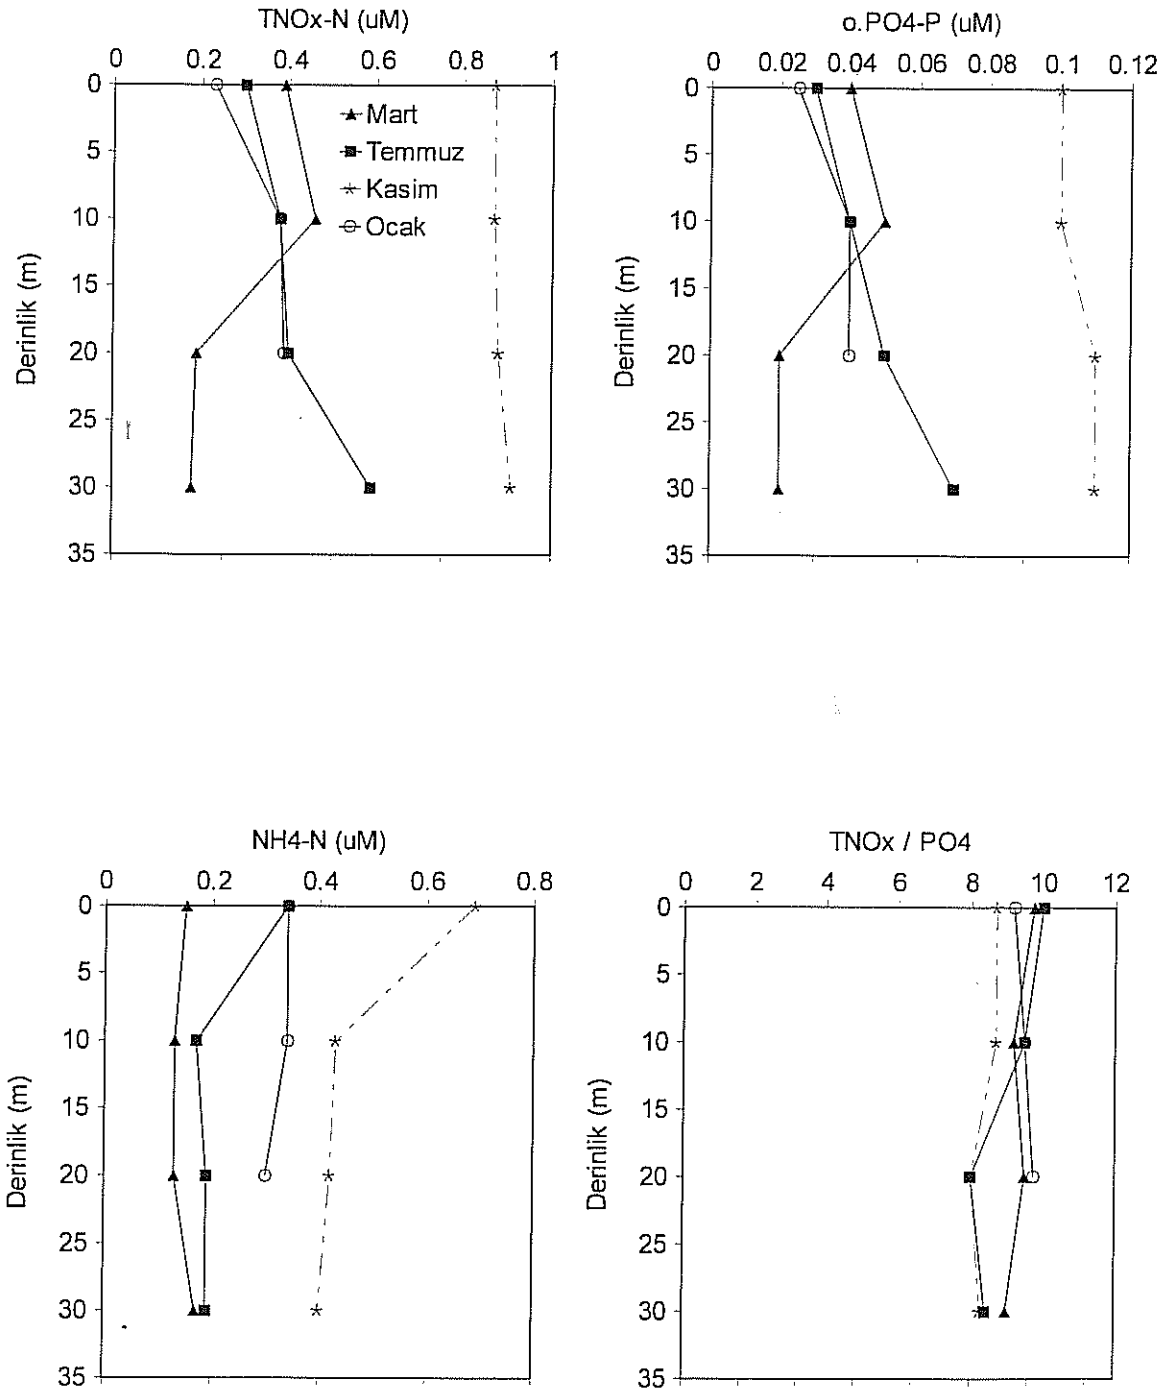 TNOx-N (uM)
0 0.2 0.4 0.6 0.8 1
0
5
10
15
20
25
30
35
Derinlik (m)
Mart
Temmuz
Kasim
Ocak
o.PO4-P (uM)
0 0.02 0.04 0.06 0.08 0.1 0.12
0
5
10
15
20
25
30
35
Derinlik (m)
NH4-N (uM)
0 0.2 0.4 0.6 0.8
0
5
10
15
20
25
30
35
Derinlik (m)
TNOx / PO4
0 2 4 6 8 10 12
0
5
10
15
20
25
30
35
Derinlik (m)